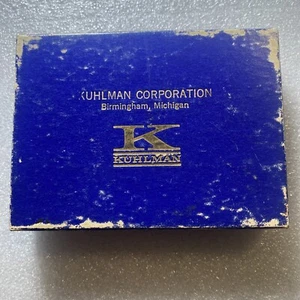 KUHLMAN CORPORATION
Birmingham, Michigan
K
KUHLMAN